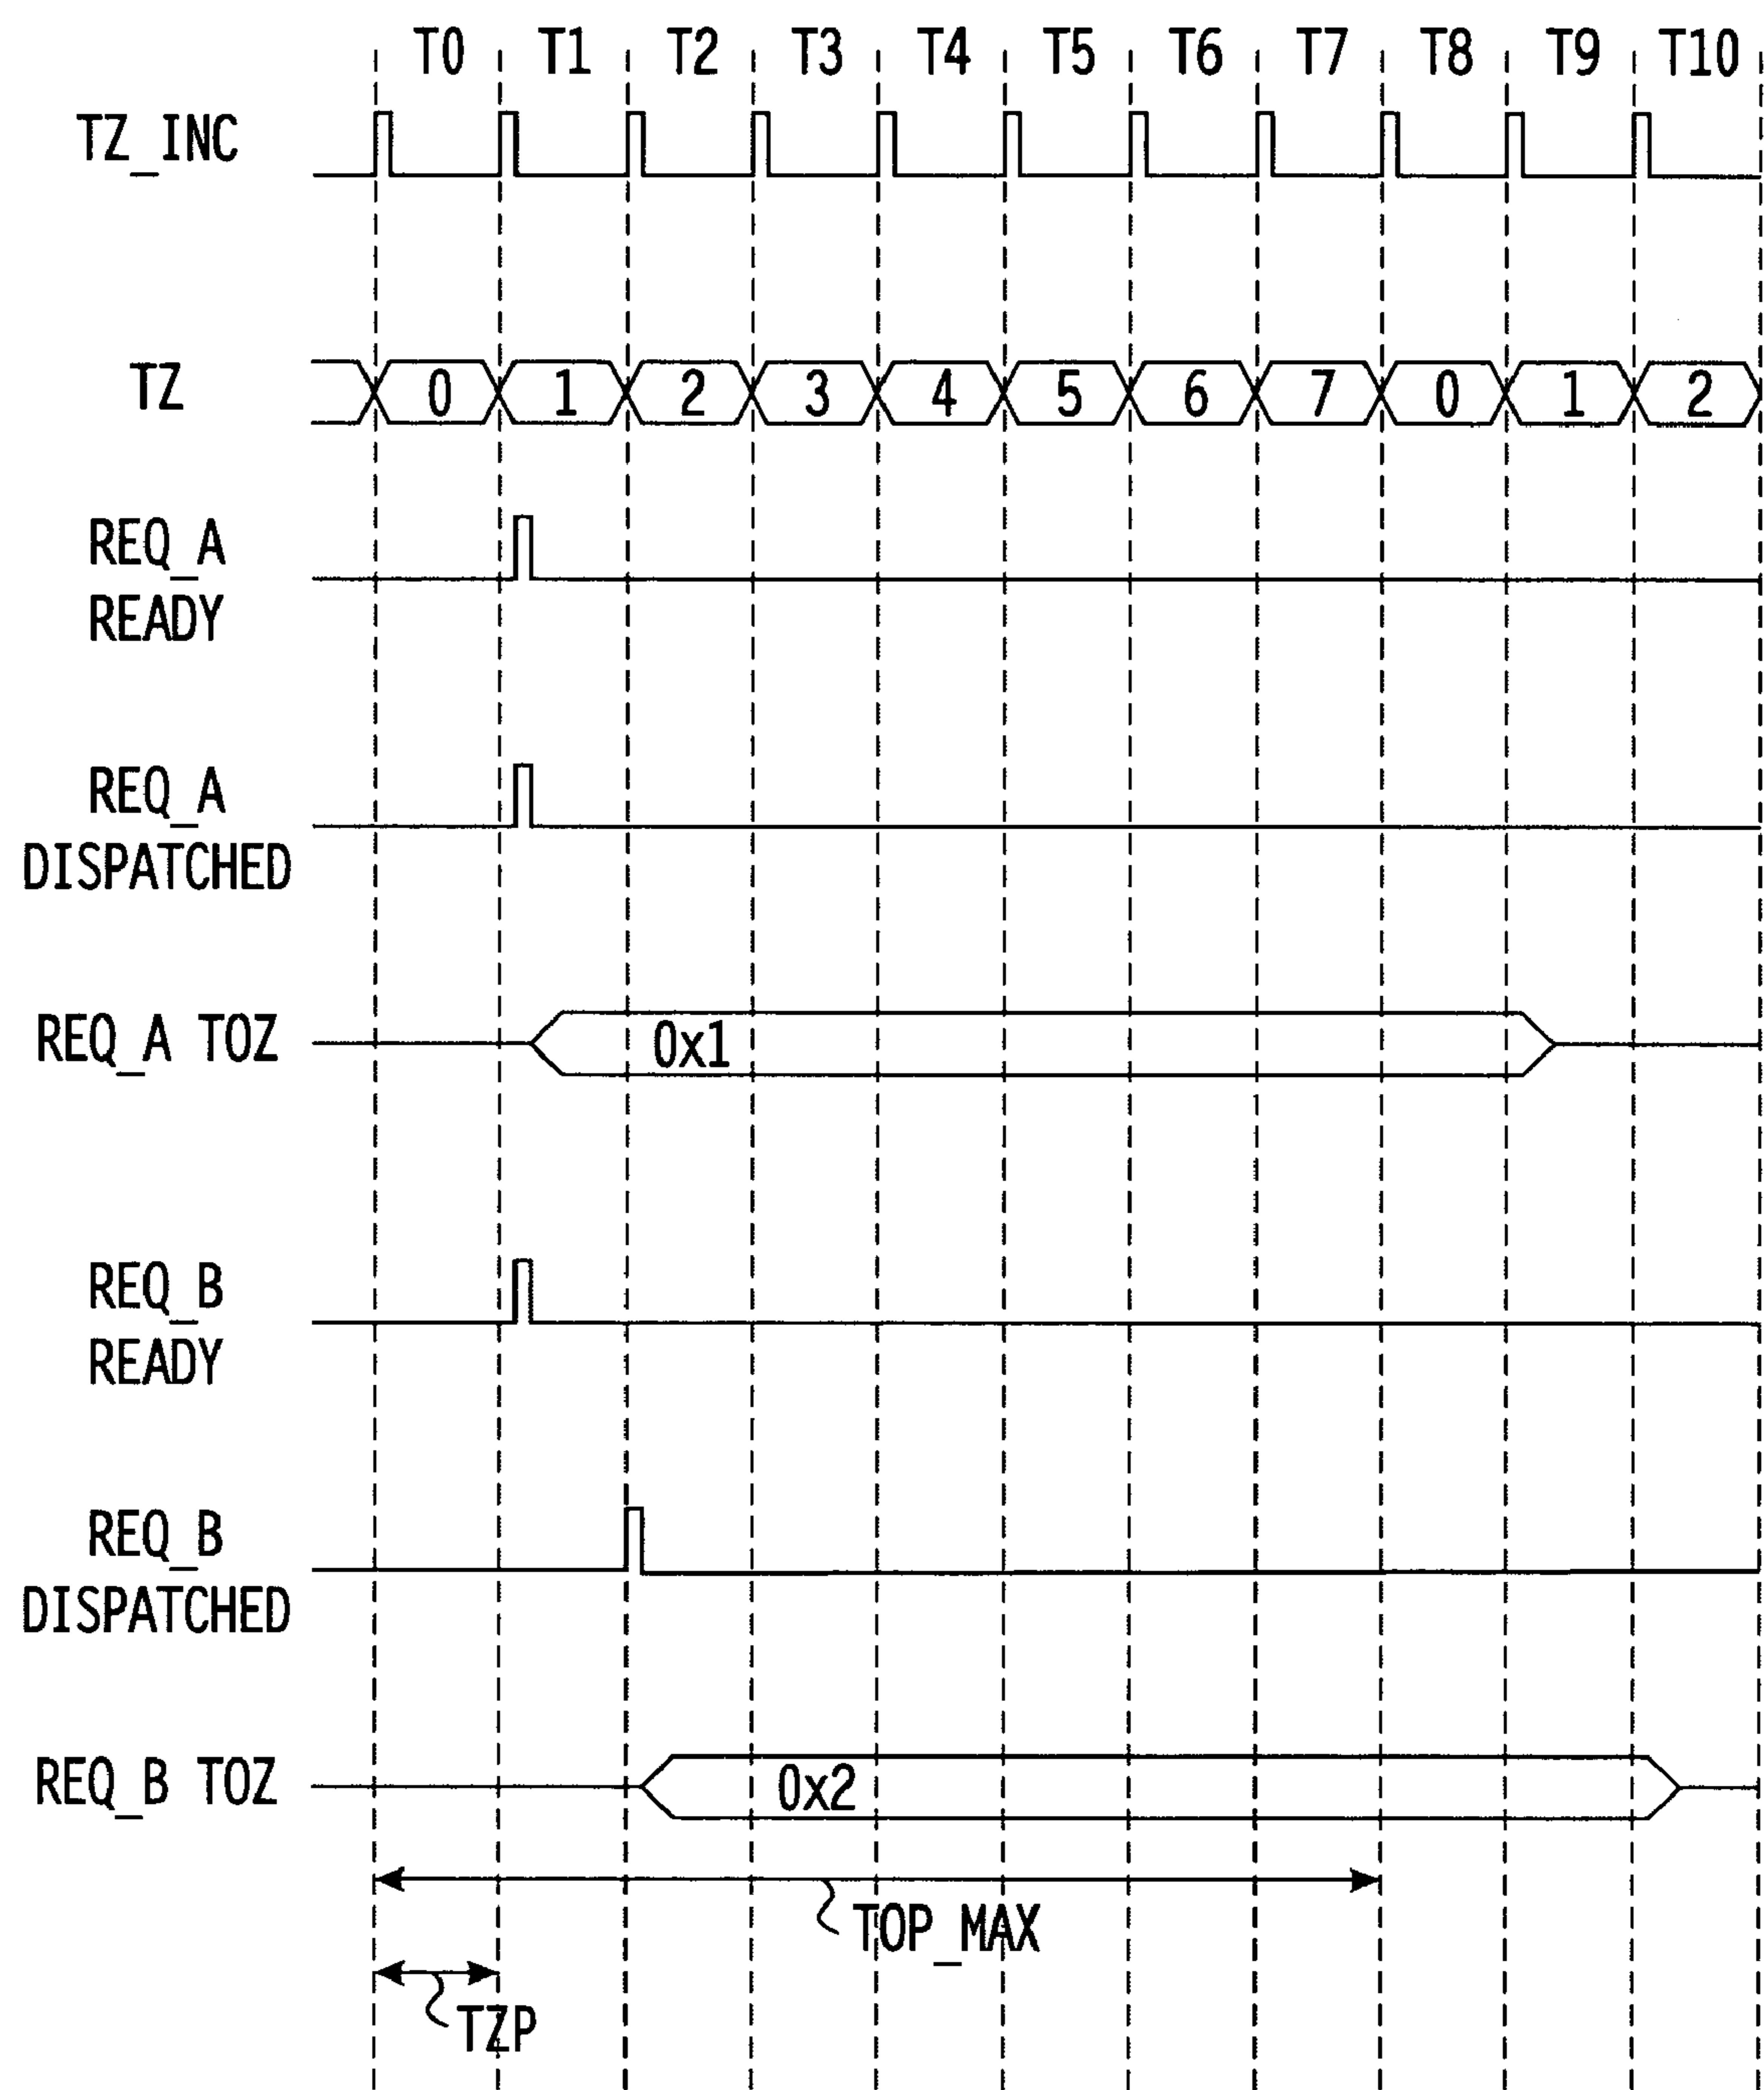 T0 T1 T2 T3 T4 T5 T6 T7 T8 T9 T10
TZ_INC
TZ 0 1 2 3 4 5 6 7 0 1 2
REQ_A
READY
REQ_A
DISPATCHED
REQ_A TOZ 0x1
REQ_B
READY
REQ_B
DISPATCHED
REQ_B TOZ 0x2
TOP_MAX
TZP